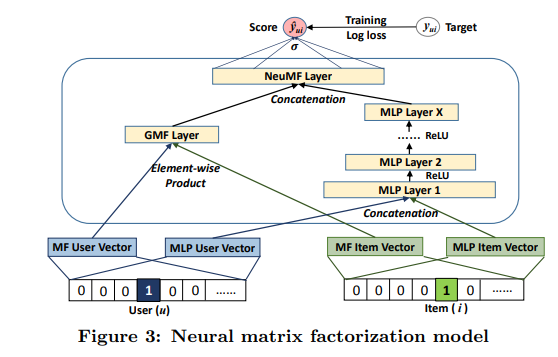 Score ŷui Training yui Target
Log loss
σ
NeuMF Layer
Concatenation
MLP Layer X
GMF Layer
...... ReLU
Element-wise
Product
MLP Layer 2
ReLU
MLP Layer 1
Concatenation
MF User Vector MLP User Vector MF Item Vector MLP Item Vector
0 0 0 1 0 0 ...... 0 0 0 0 1 0 ......
User (u) Item ( i )
Figure 3: Neural matrix factorization model